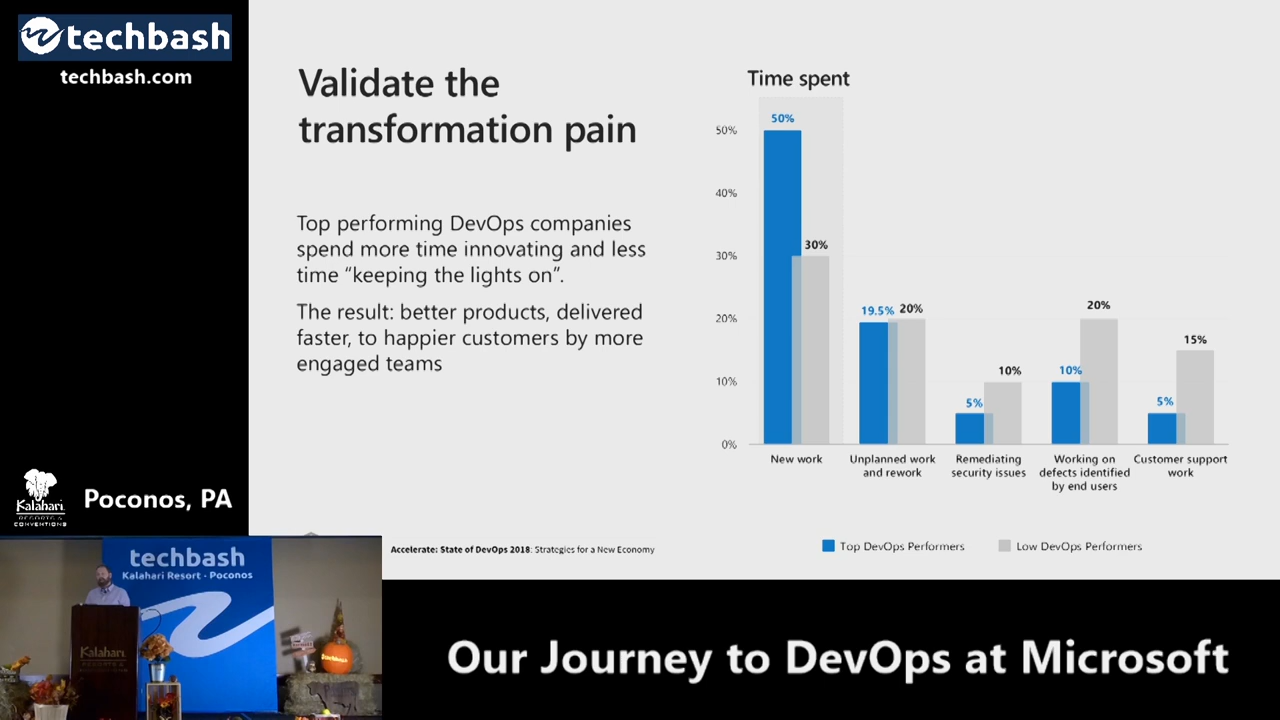 techbash
techbash.com
Validate the
transformation pain
Top performing DevOps companies
spend more time innovating and less
time “keeping the lights on”.
The result: better products, delivered
faster, to happier customers by more
engaged teams
Time spent
50%
40%
30%
20%
10%
0%
50%
30%
19.5%
20%
5%
10%
10%
20%
5%
15%
New work
Unplanned work
and rework
Remediating
security issues
Working on
defects identified
by end users
Customer support
work
Top DevOps Performers
Low DevOps Performers
Accelerate: State of DevOps 2018: Strategies for a New Economy
Kalahari
RESORTS &
CONVENTIONS
Poconos, PA
techbash
Kalahari Resort - Poconos
Kalahari
Our Journey to DevOps at Microsoft